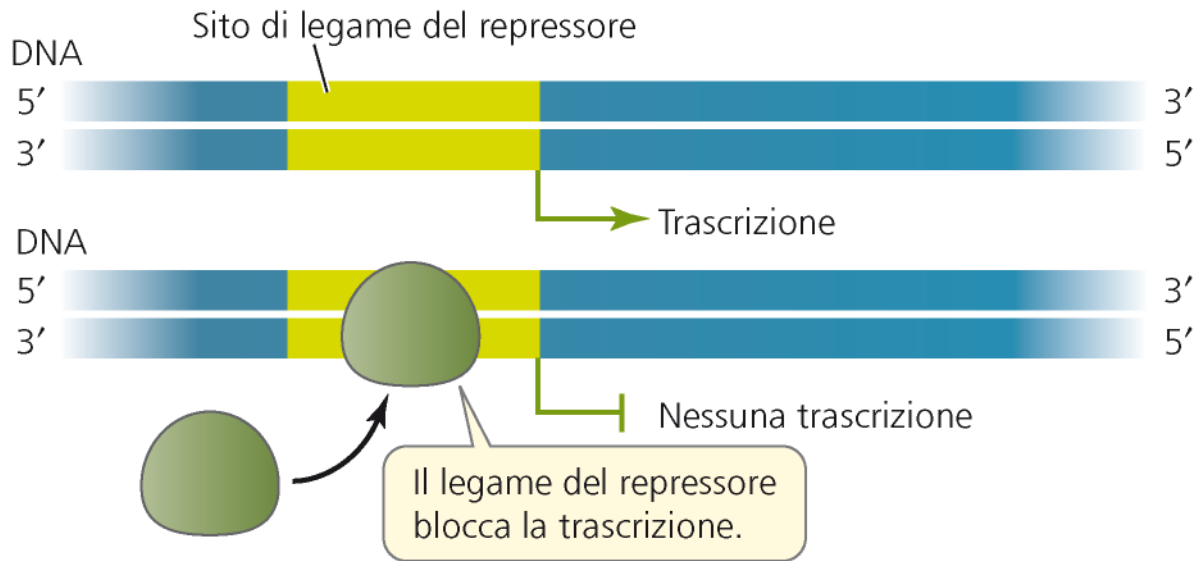 Sito di legame del repressore
DNA
5′ 3′
3′ 5′
Trascrizione
DNA
5′ 3′
3′ 5′
Nessuna trascrizione
Il legame del repressore
blocca la trascrizione.